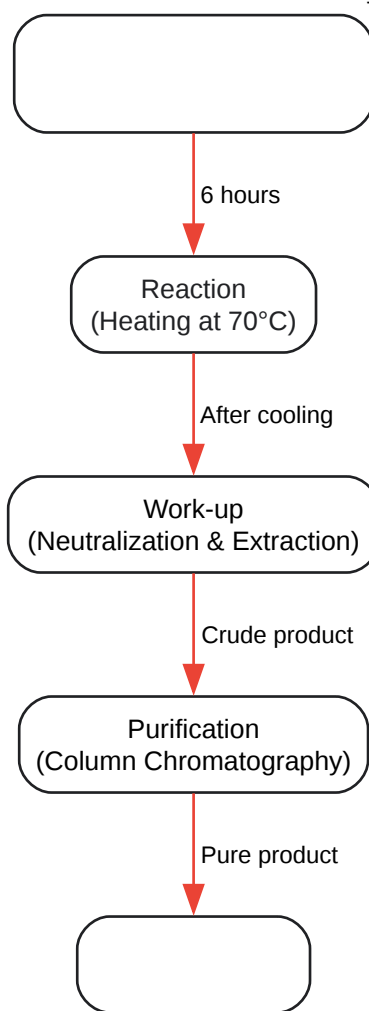 6 hours
Reaction
(Heating at 70°C)
After cooling
Work-up
(Neutralization & Extraction)
Crude product
Purification
(Column Chromatography)
Pure product